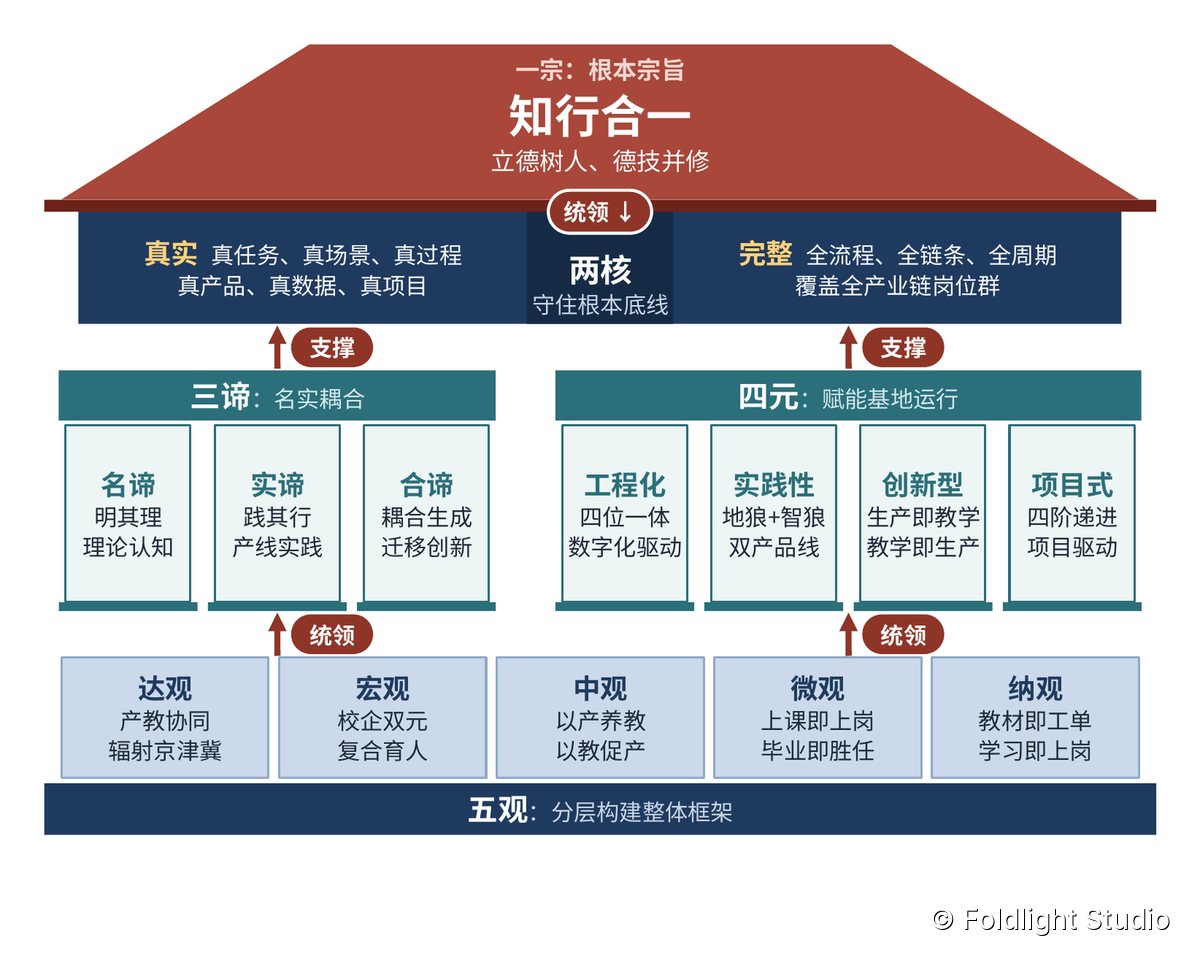 一宗：根本宗旨
知行合一
立德树人、德技并修
统领 ↓
真实 真任务、真场景、真过程
真产品、真数据、真项目
两核
守住根本底线
完整 全流程、全链条、全周期
覆盖全产业链岗位群
支撑
支撑
三谛：名实耦合
名谛
明其理
理论认知
实谛
践其行
产线实践
合谛
耦合生成
迁移创新
四元：赋能基地运行
工程化
四位一体
数字化驱动
实践性
地狼+智狼
双产品线
创新型
生产即教学
教学即生产
项目式
四阶递进
项目驱动
统领
统领
达观
产教协同
辐射京津冀
宏观
校企双元
复合育人
中观
以产养教
以教促产
微观
上课即上岗
毕业即胜任
纳观
教材即工单
学习即上岗
五观：分层构建整体框架
© Foldlight Studio